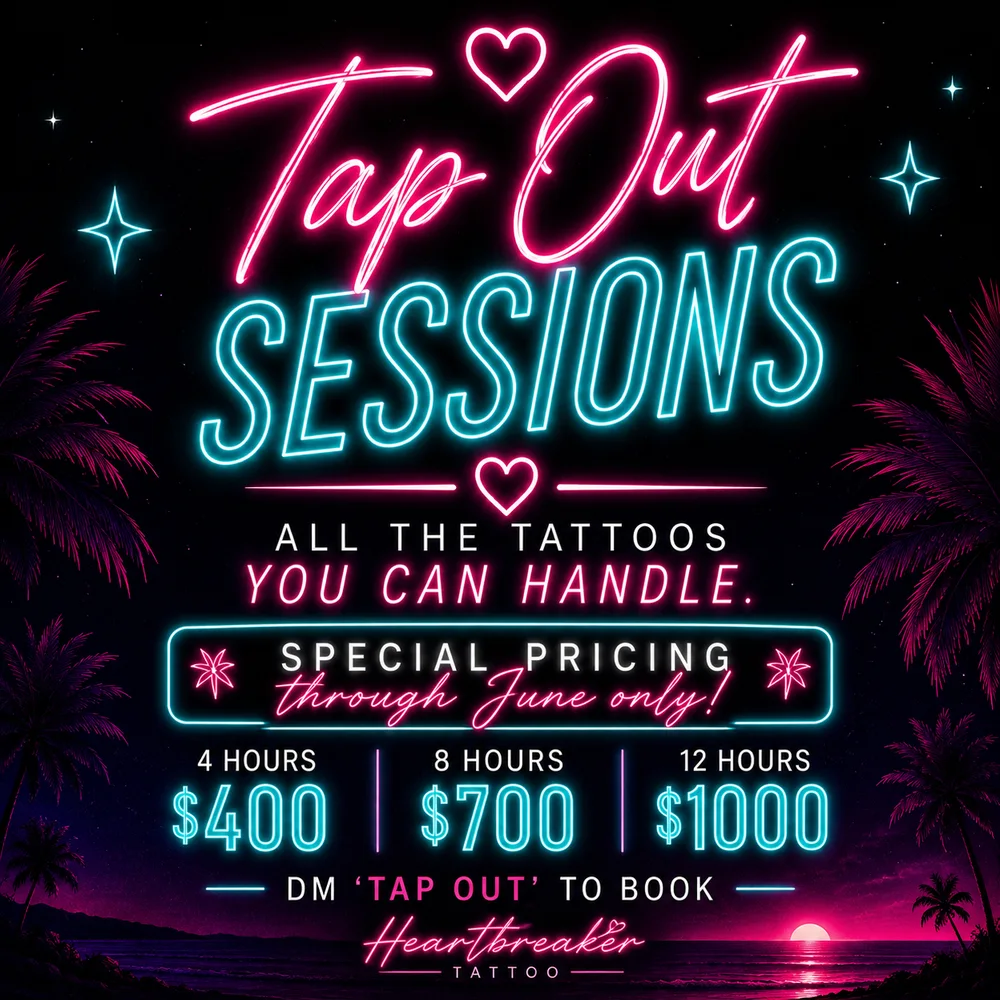 Tap Out
SESSIONS
ALL THE TATTOOS
YOU CAN HANDLE.
SPECIAL PRICING
through June only!
4 HOURS
$400
8 HOURS
$700
12 HOURS
$1000
DM ‘TAP OUT’ TO BOOK
Heartbreaker
TATTOO